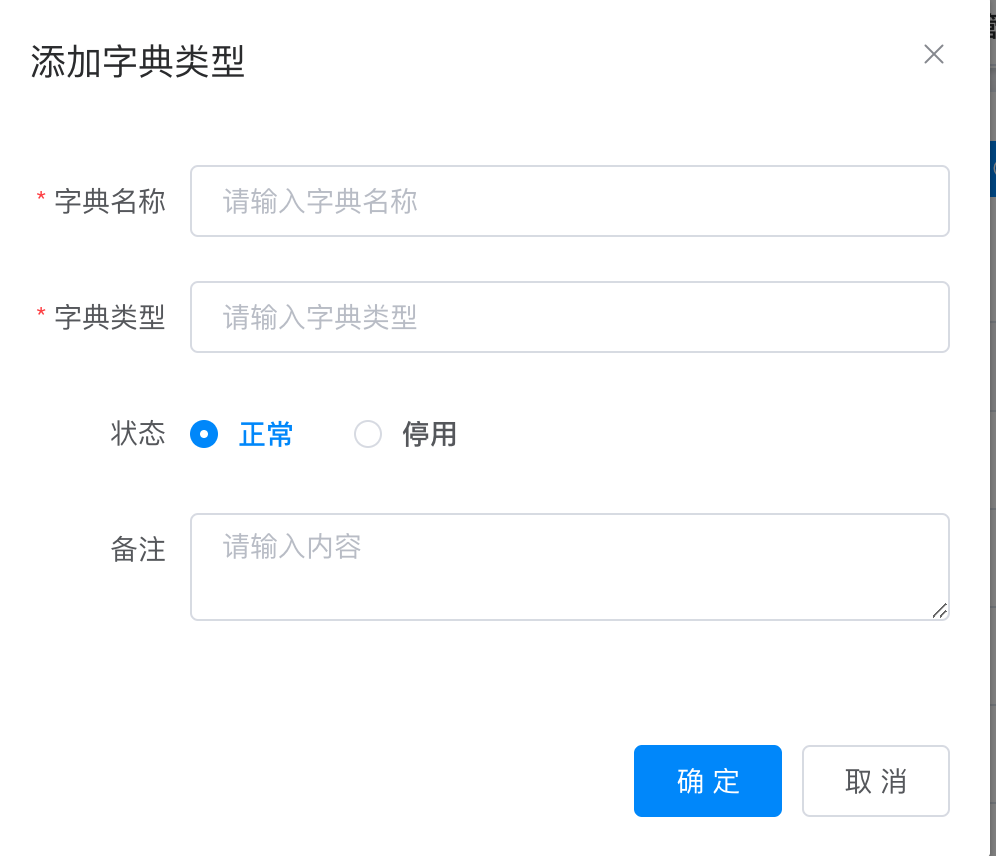 添加字典类型
* 字典名称 请输入字典名称
* 字典类型 请输入字典类型
状态 正常 停用
备注 请输入内容
确 定 取 消